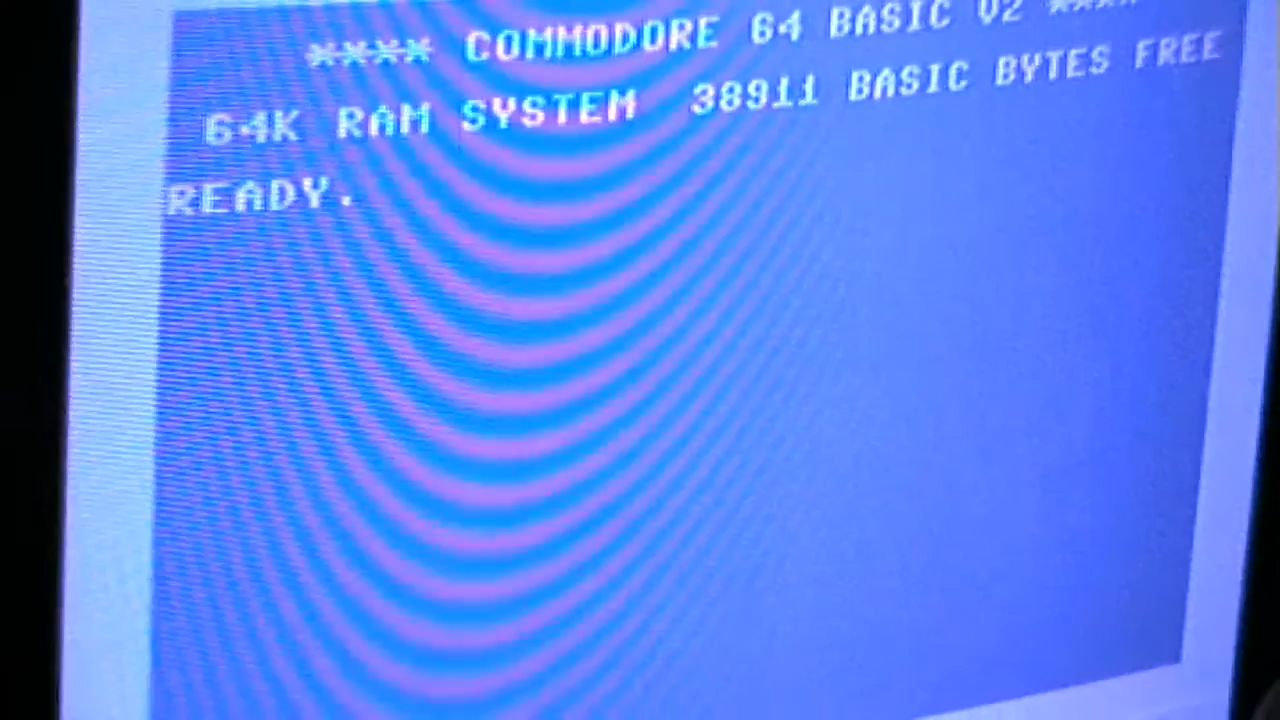 **** COMMODORE 64 BASIC V2 ****
64K RAM SYSTEM 38911 BASIC BYTES FREE
READY.